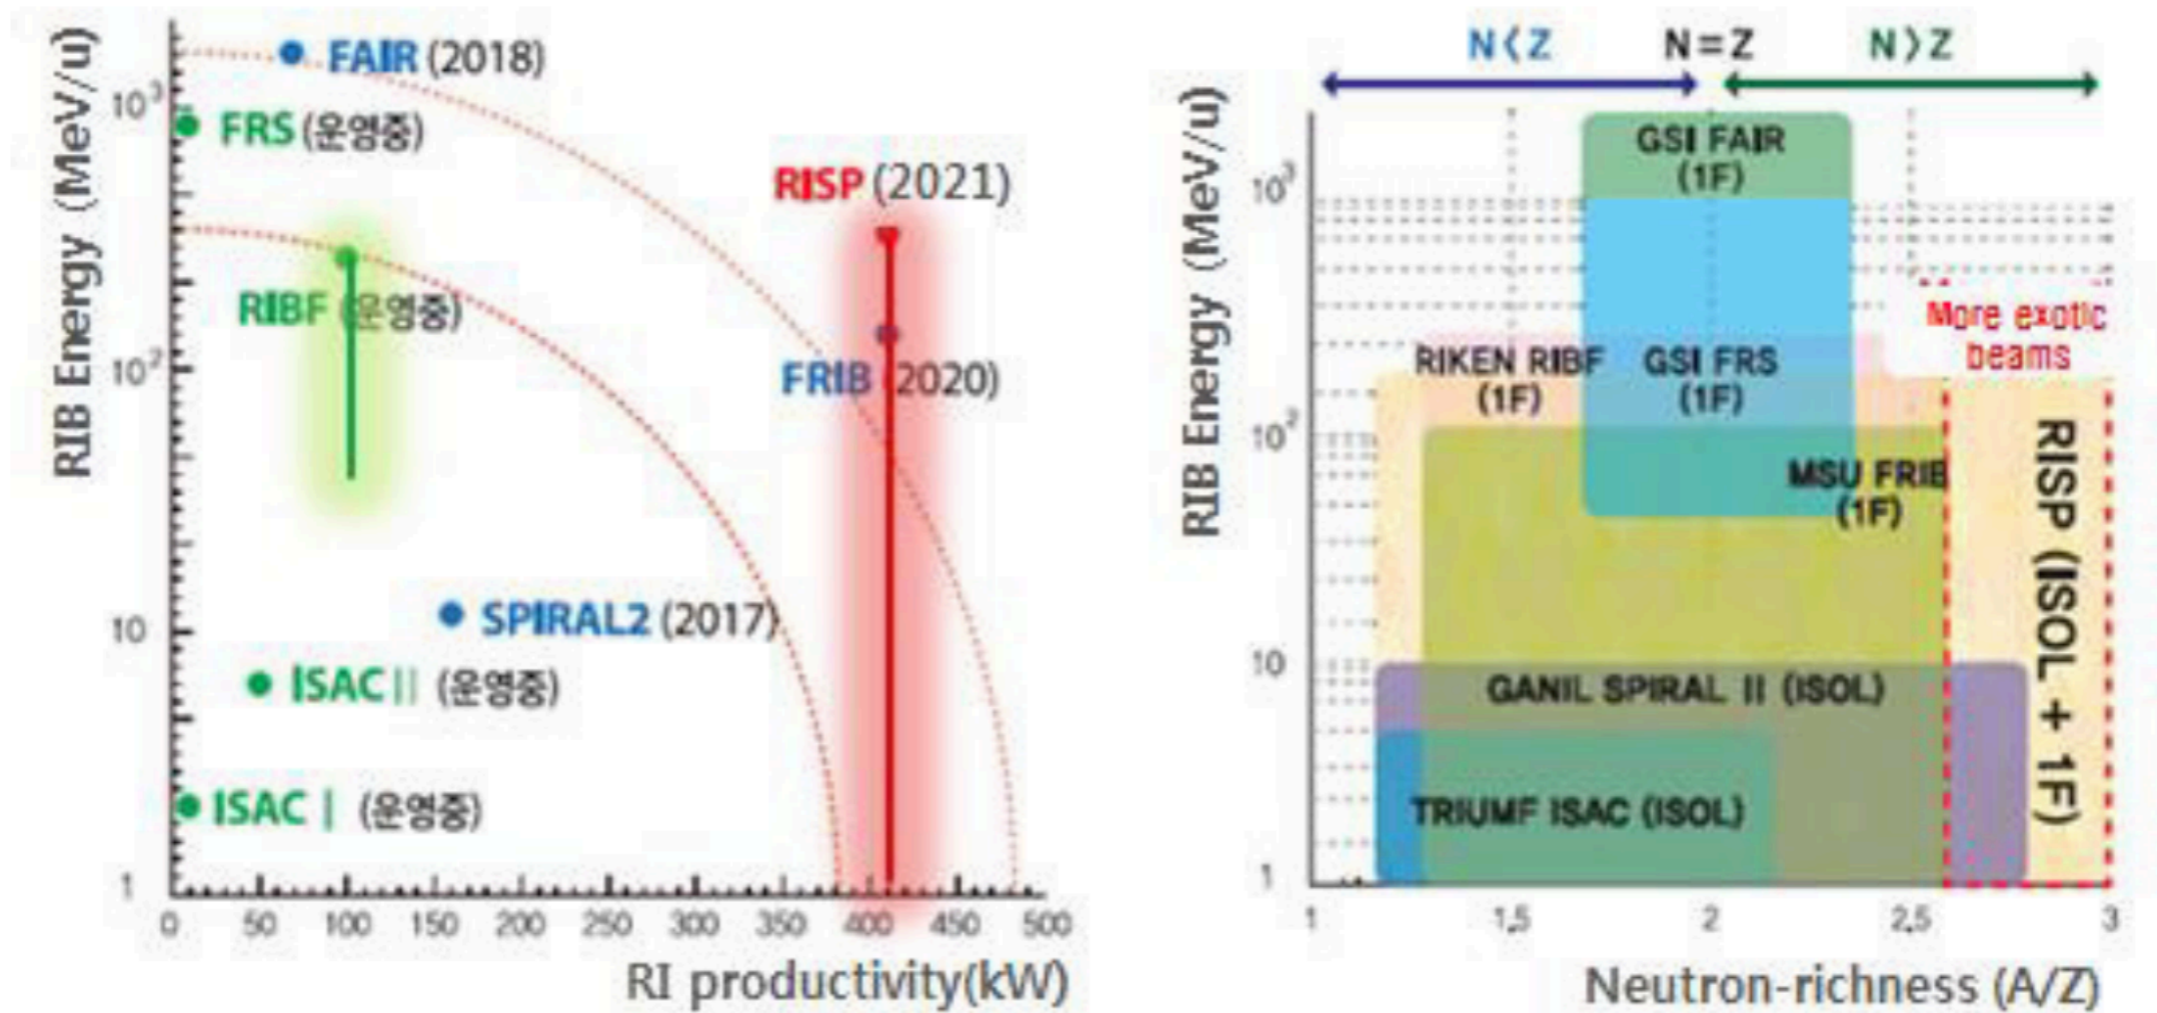 RIB Energy (MeV/u)
10³
10²
10
1
FAIR (2018)
FRS (운영중)
RISP (2021)
RIBF (운영중)
FRIB (2020)
SPIRAL2 (2017)
ISAC || (운영중)
ISAC | (운영중)
0 50 100 150 200 250 300 350 400 450 500
RI productivity(kW)
N<Z N=Z N>Z
RIB Energy (MeV/u)
10³
10²
10
1
GSI FAIR
(1F)
More exotic
beams
RIKEN RIBF
(1F)
GSI FRS
(1F)
MSU FRIB
(1F)
RISP (ISOL + 1F)
GANIL SPIRAL II (ISOL)
TRIUMF ISAC (ISOL)
1 1.5 2 2.5 3
Neutron-richness (A/Z)